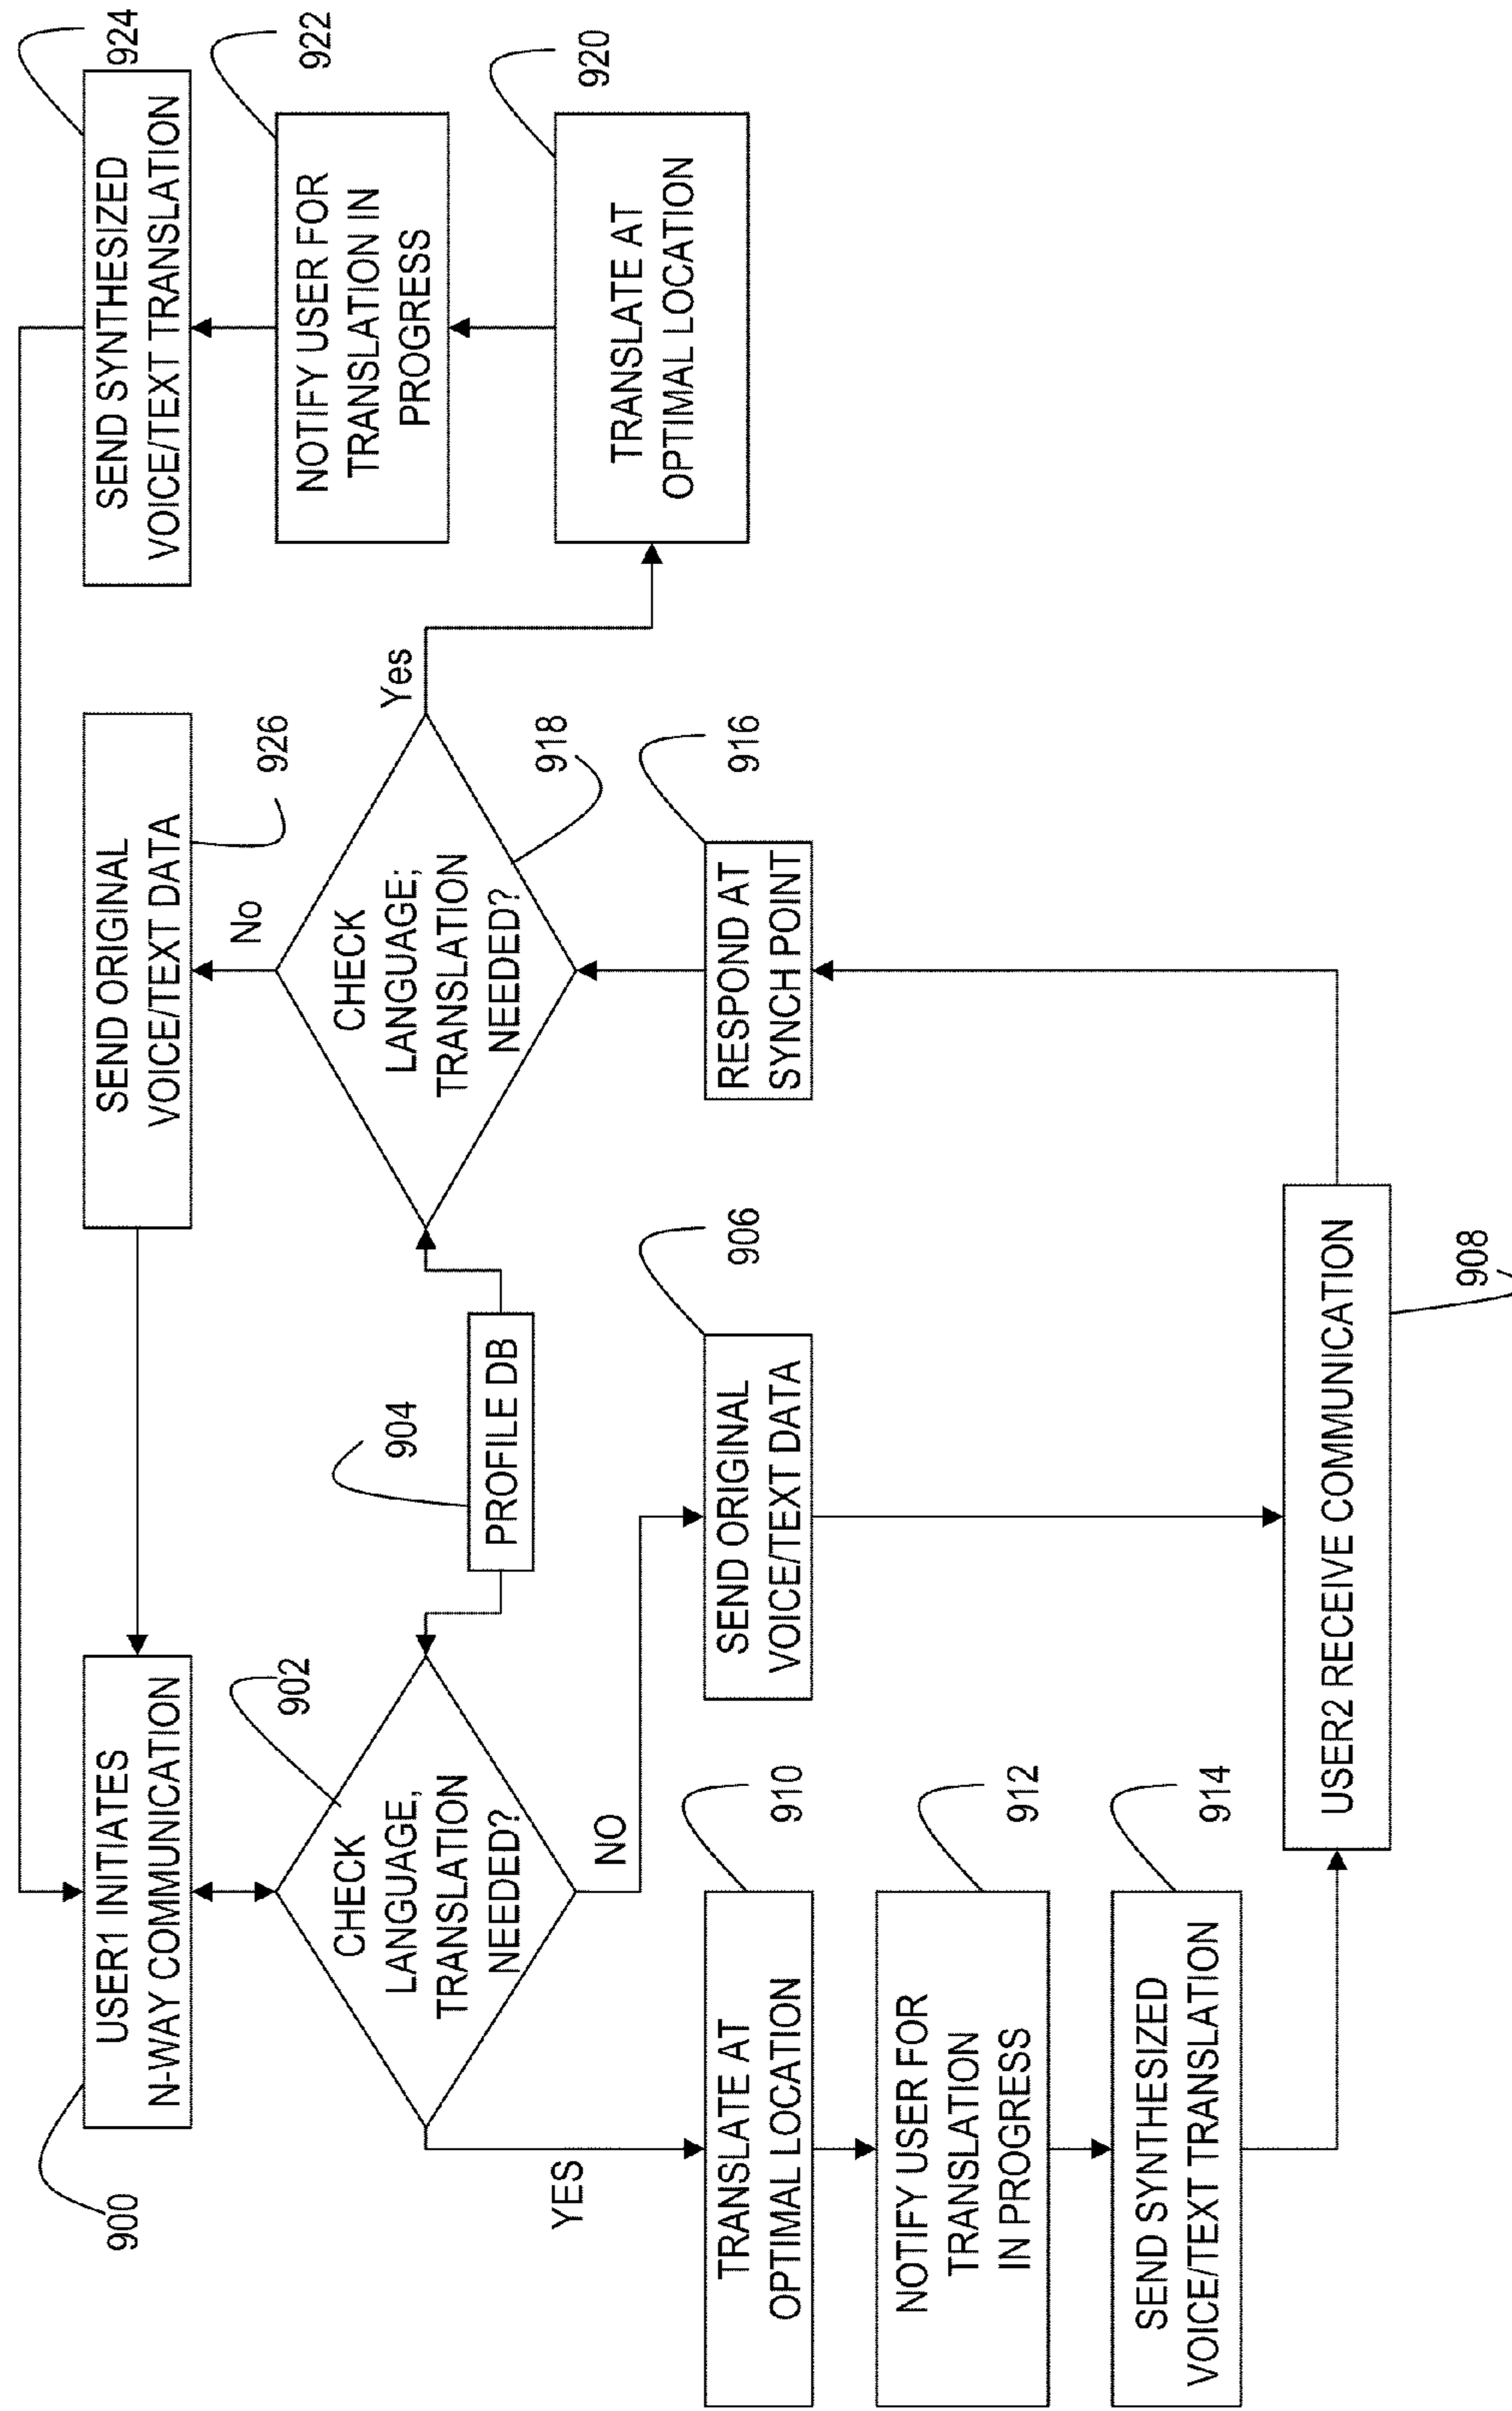 900
USER1 INITIATES
N-WAY COMMUNICATION
902
CHECK
LANGUAGE,
TRANSLATION
NEEDED?
YES
NO
904
PROFILE DB
TRANSLATE AT
OPTIMAL LOCATION
910
NOTIFY USER FOR
TRANSLATION
IN PROGRESS
912
SEND SYNTHESIZED
VOICE/TEXT TRANSLATION
914
SEND ORIGINAL
VOICE/TEXT DATA
906
USER2 RECEIVE COMMUNICATION
908
RESPOND AT
SYNCH POINT
916
CHECK
LANGUAGE;
TRANSLATION
NEEDED?
918
No
Yes
SEND ORIGINAL
VOICE/TEXT DATA
926
TRANSLATE AT
OPTIMAL LOCATION
920
NOTIFY USER FOR
TRANSLATION IN
PROGRESS
922
SEND SYNTHESIZED
VOICE/TEXT TRANSLATION
924